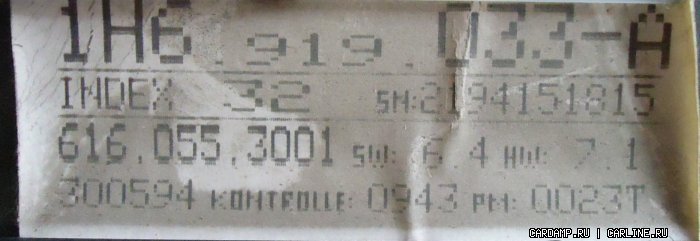 1H6.919.033-A
INDEX 32 SM:2194151815
616.055.3001 SW: 6.4 HW: 7.1
300594 KONTROLLE: 0943 PM: 0023T
CARDAMP.RU | CARLINE.RU